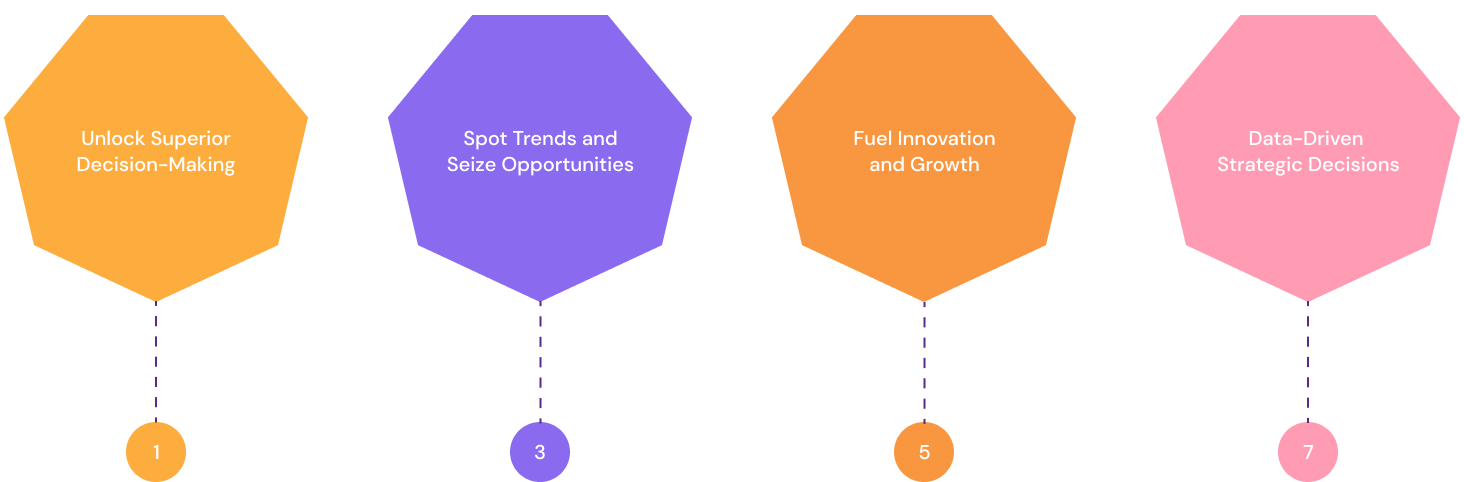 Unlock Superior
Decision-Making
Spot Trends and
Seize Opportunities
Fuel Innovation
and Growth
Data-Driven
Strategic Decisions
1
3
5
7